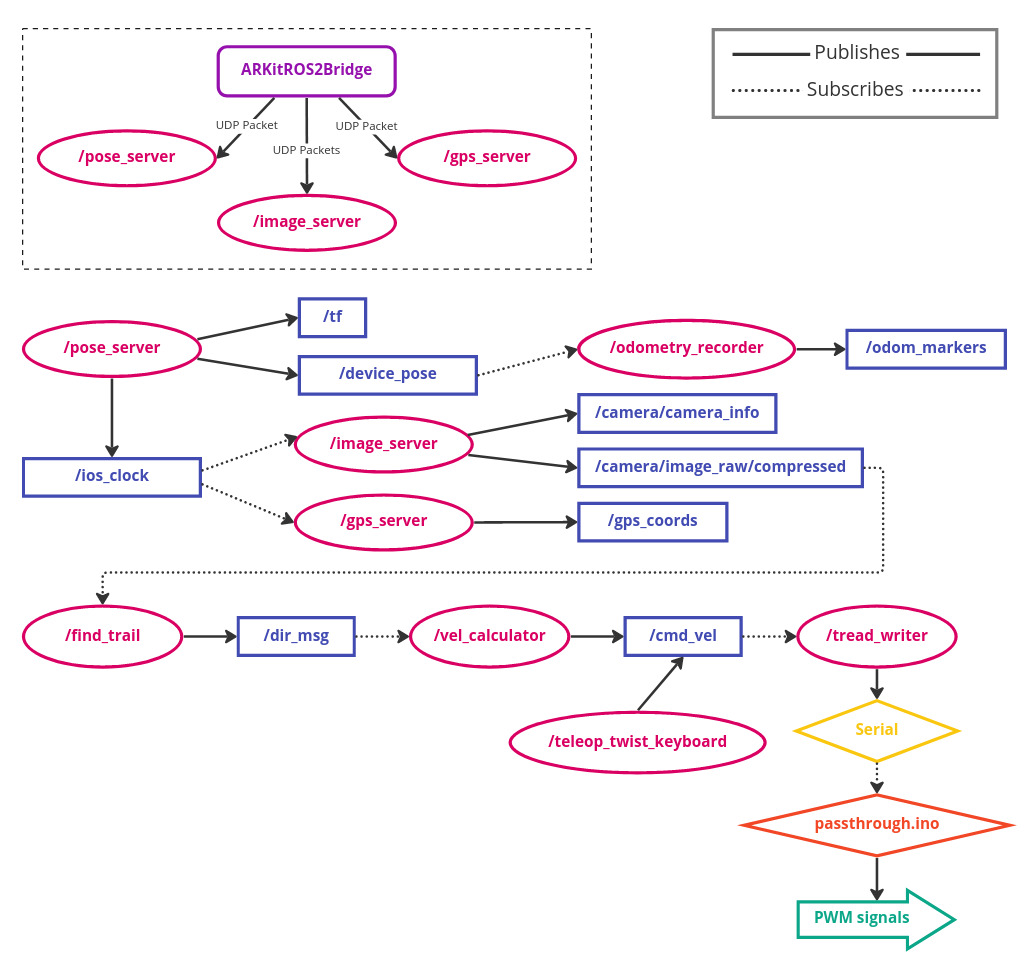 ARKitROS2Bridge
Publishes
Subscribes
UDP Packet
UDP Packet
UDP Packets
/pose_server
/gps_server
/image_server
/tf
/pose_server
/odometry_recorder
/odom_markers
/device_pose
/camera/camera_info
/image_server
/camera/image_raw/compressed
/ios_clock
/gps_server
/gps_coords
/find_trail
/dir_msg
/vel_calculator
/cmd_vel
/tread_writer
/teleop_twist_keyboard
Serial
passthrough.ino
PWM signals